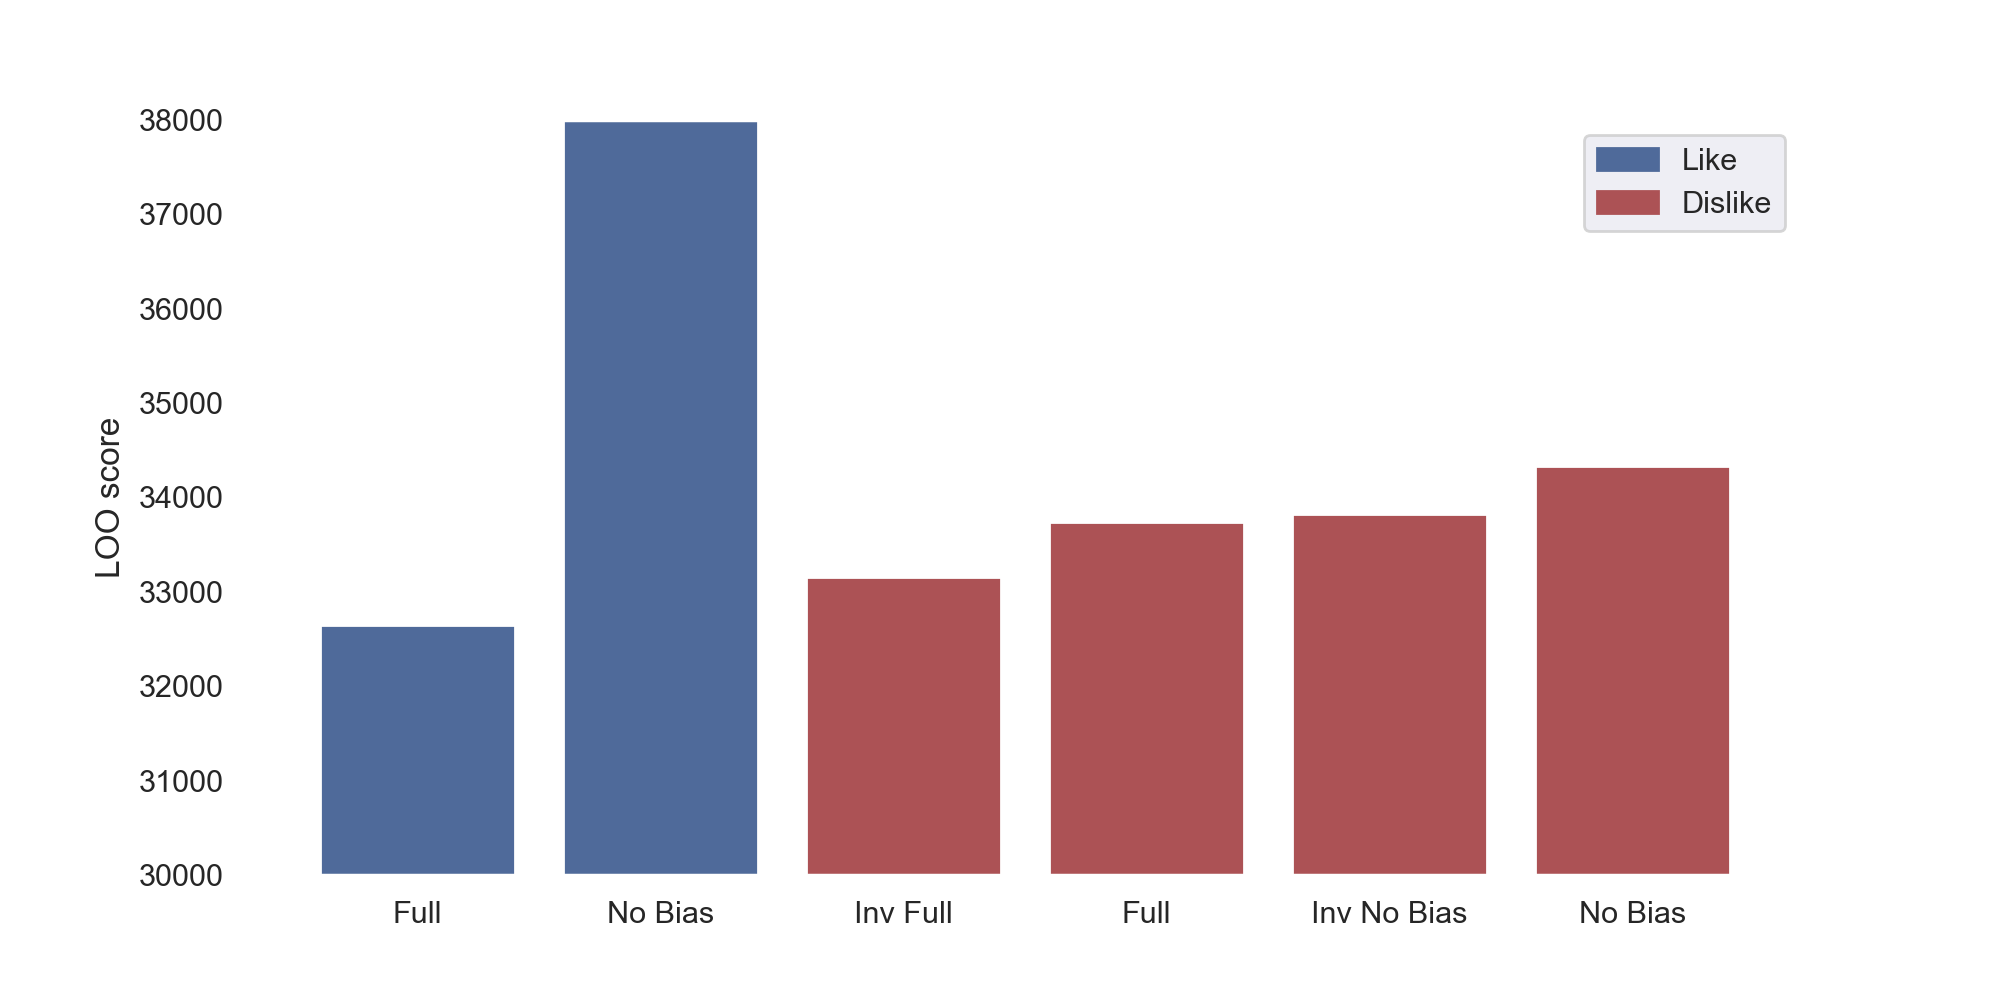 38000
37000
36000
35000
34000
33000
32000
31000
30000
LOO score
Like
Dislike
Full
No Bias
Inv Full
Full
Inv No Bias
No Bias